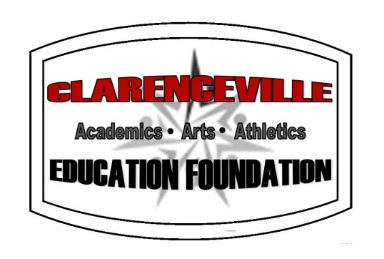 CLARENCEVILLE
Academics • Arts • Athletics
EDUCATION FOUNDATION